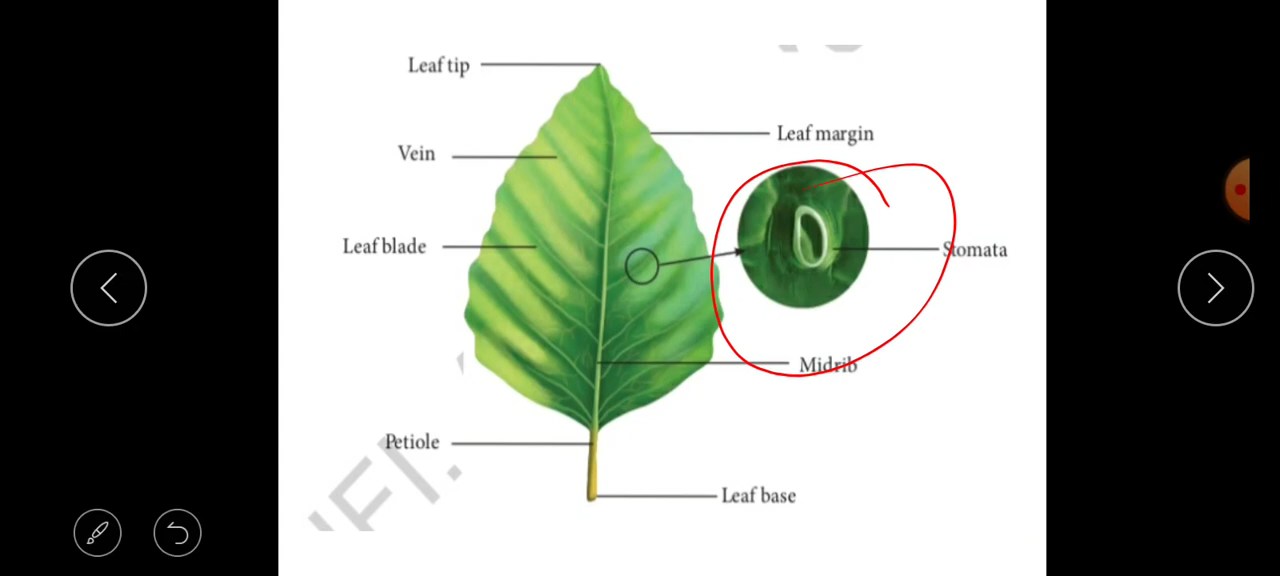 Leaf tip
Leaf margin
Vein
Leaf blade
Stomata
Midrib
Petiole
Leaf base